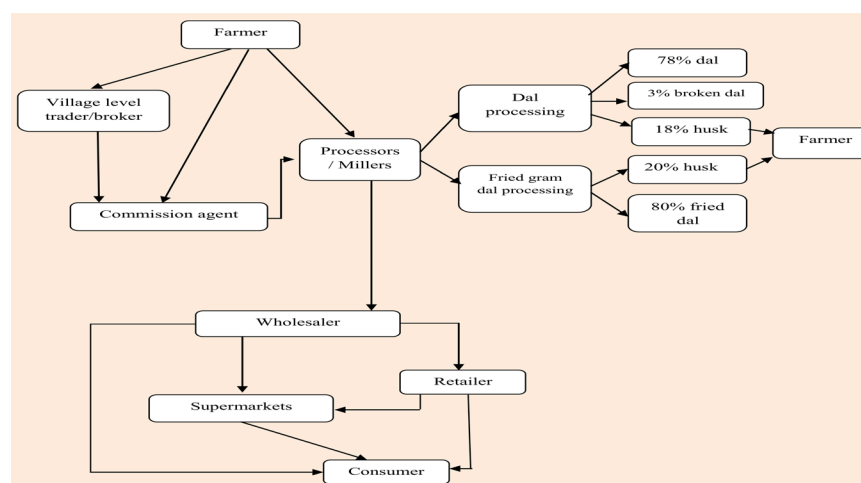 Farmer
78% dal
Village level
trader/broker
Dal
processing
3% broken dal
18% husk
Farmer
Processors
/ Millers
Fried gram
dal processing
20% husk
Commission agent
80% fried
dal
Wholesaler
Retailer
Supermarkets
Consumer